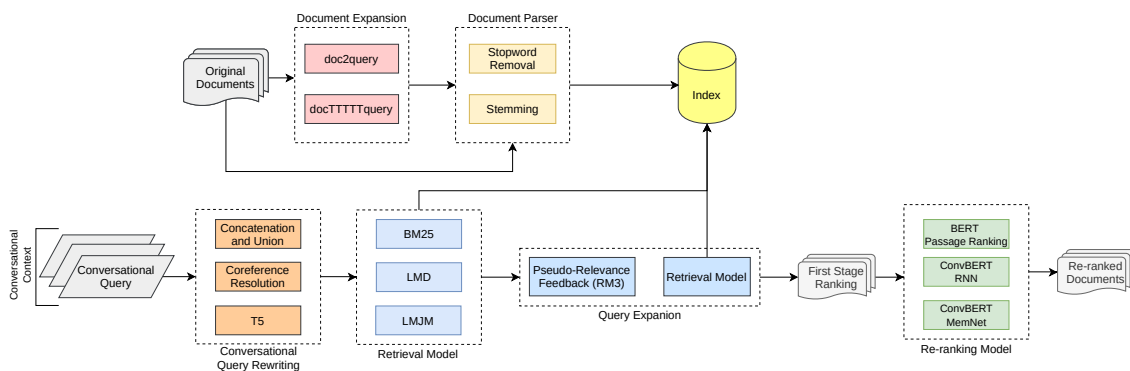 Document Expansion
Document Parser
doc2query
docTTTTTquery
Stopword
Removal
Stemming
Original
Documents
Index
Conversational
Context
Conversational
Query
Concatenation
and Union
Coreference
Resolution
T5
Conversational
Query Rewriting
BM25
LMD
LMJM
Retrieval Model
Pseudo-Relevance
Feedback (RM3)
Retrieval Model
Query Expanion
First Stage
Ranking
BERT
Passage Ranking
ConvBERT
RNN
ConvBERT
MemNet
Re-ranking Model
Re-ranked
Documents